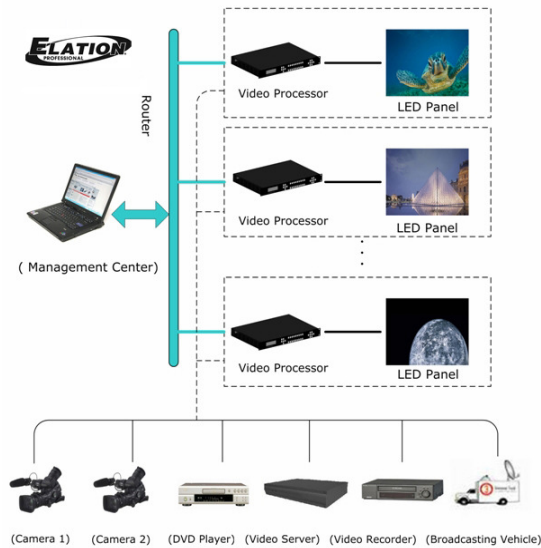 ELATION
PROFESSIONAL
Router
Video Processor
LED Panel
Video Processor
LED Panel
( Management Center)
Video Processor
LED Panel
(Camera 1) (Camera 2) (DVD Player) (Video Server) (Video Recorder) (Broadcasting Vehicle)